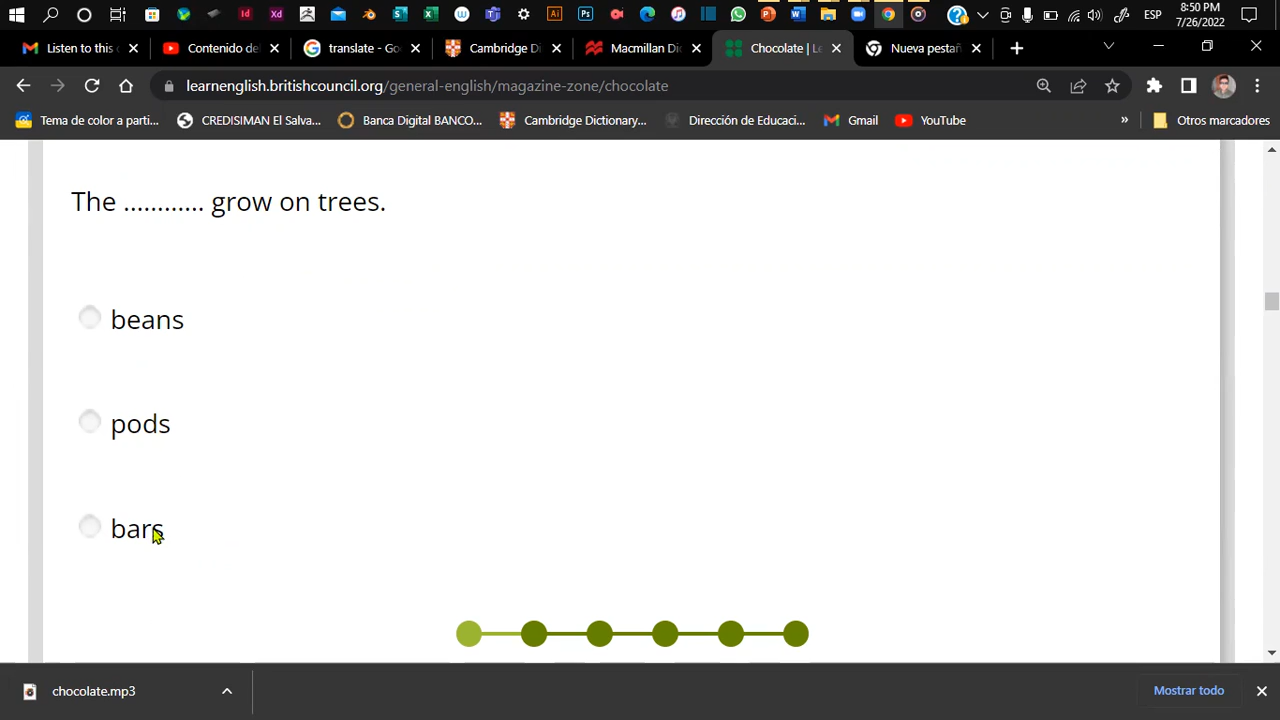 8:50 PM
ESP
7/26/2022
Listen to this
Contenido de
translate - Go
Cambridge Di
Macmillan Dic
Chocolate | Le
Nueva pestañ
learnenglish.britishcouncil.org/general-english/magazine-zone/chocolate
Tema de color a parti...
CREDISIMAN El Salva...
Banca Digital BANCO...
Cambridge Dictionary...
Dirección de Educaci...
Gmail
YouTube
»
Otros marcadores
The ............ grow on trees.
beans
pods
bars
chocolate.mp3
Mostrar todo